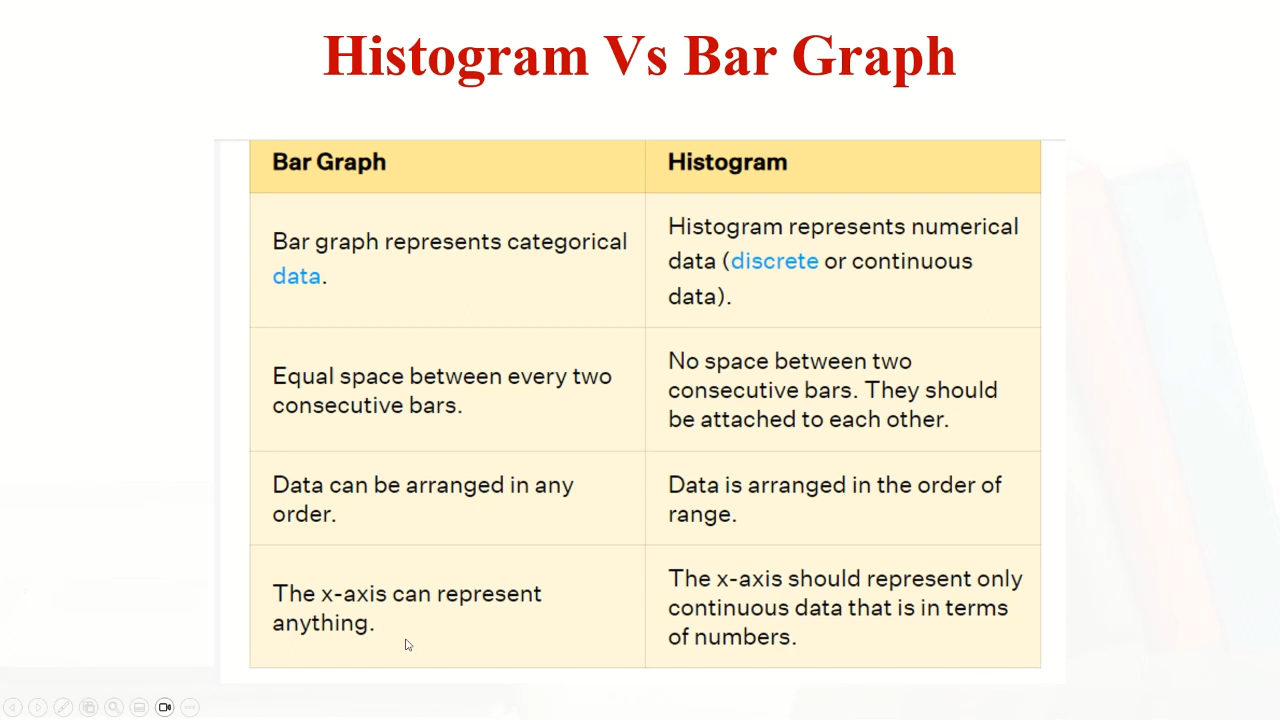 Histogram Vs Bar Graph
Bar Graph
Histogram
Bar graph represents categorical
data.
Histogram represents numerical
data (discrete or continuous
data).
Equal space between every two
consecutive bars.
No space between two
consecutive bars. They should
be attached to each other.
Data can be arranged in any
order.
Data is arranged in the order of
range.
The x-axis can represent
anything.
The x-axis should represent only
continuous data that is in terms
of numbers.